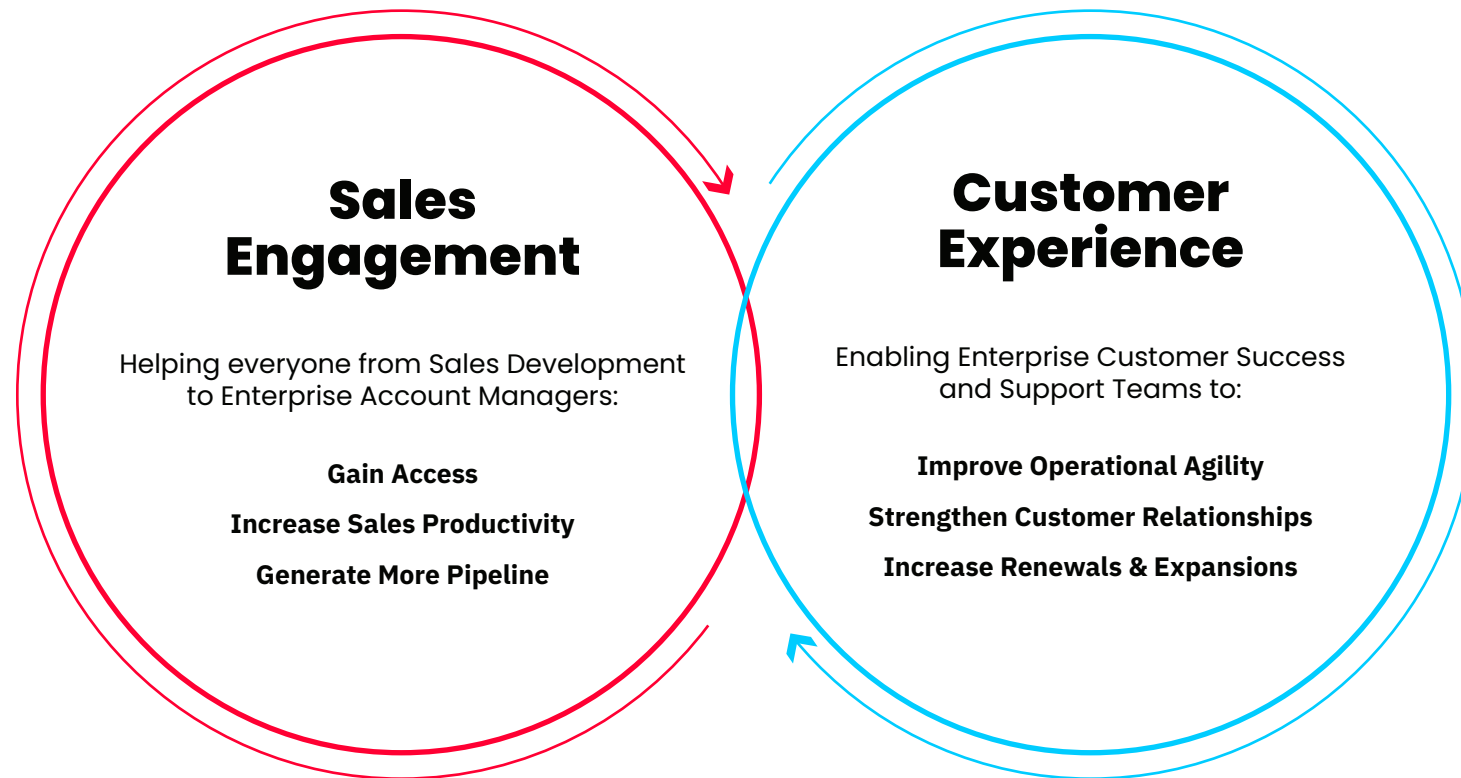 Sales
Engagement
Helping everyone from Sales Development
to Enterprise Account Managers:
Gain Access
Increase Sales Productivity
Generate More Pipeline
Customer
Experience
Enabling Enterprise Customer Success
and Support Teams to:
Improve Operational Agility
Strengthen Customer Relationships
Increase Renewals & Expansions